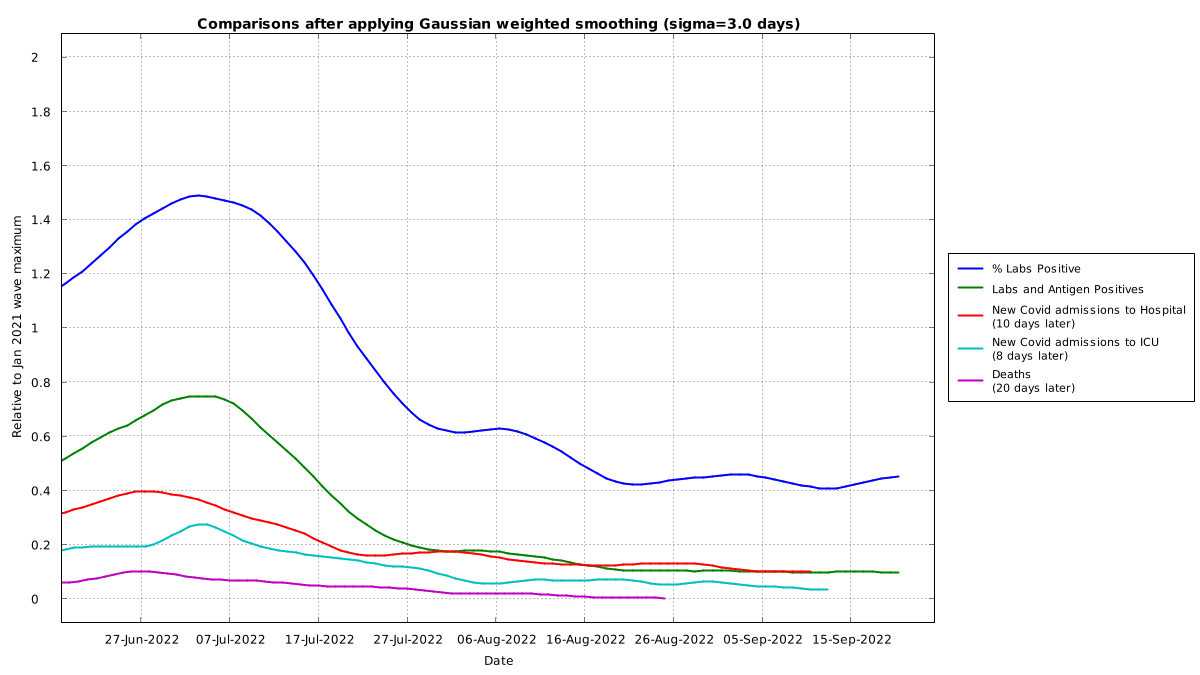 Comparisons after applying Gaussian weighted smoothing (sigma=3.0 days)
Relative to Jan 2021 wave maximum
2
1.8
1.6
1.4
1.2
1
0.8
0.6
0.4
0.2
0
27-Jun-2022 07-Jul-2022 17-Jul-2022 27-Jul-2022 06-Aug-2022 16-Aug-2022 26-Aug-2022 05-Sep-2022 15-Sep-2022
Date
% Labs Positive
Labs and Antigen Positives
New Covid admissions to Hospital
(10 days later)
New Covid admissions to ICU
(8 days later)
Deaths
(20 days later)